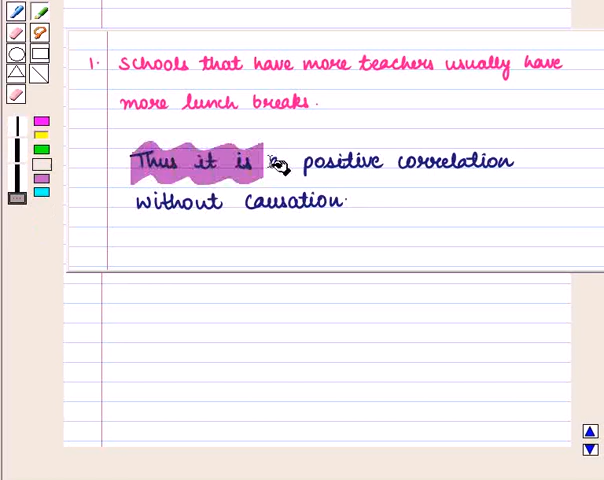 1. Schools that have more teachers usually have
more lunch breaks.
Thus it is a positive correlation
without causation.